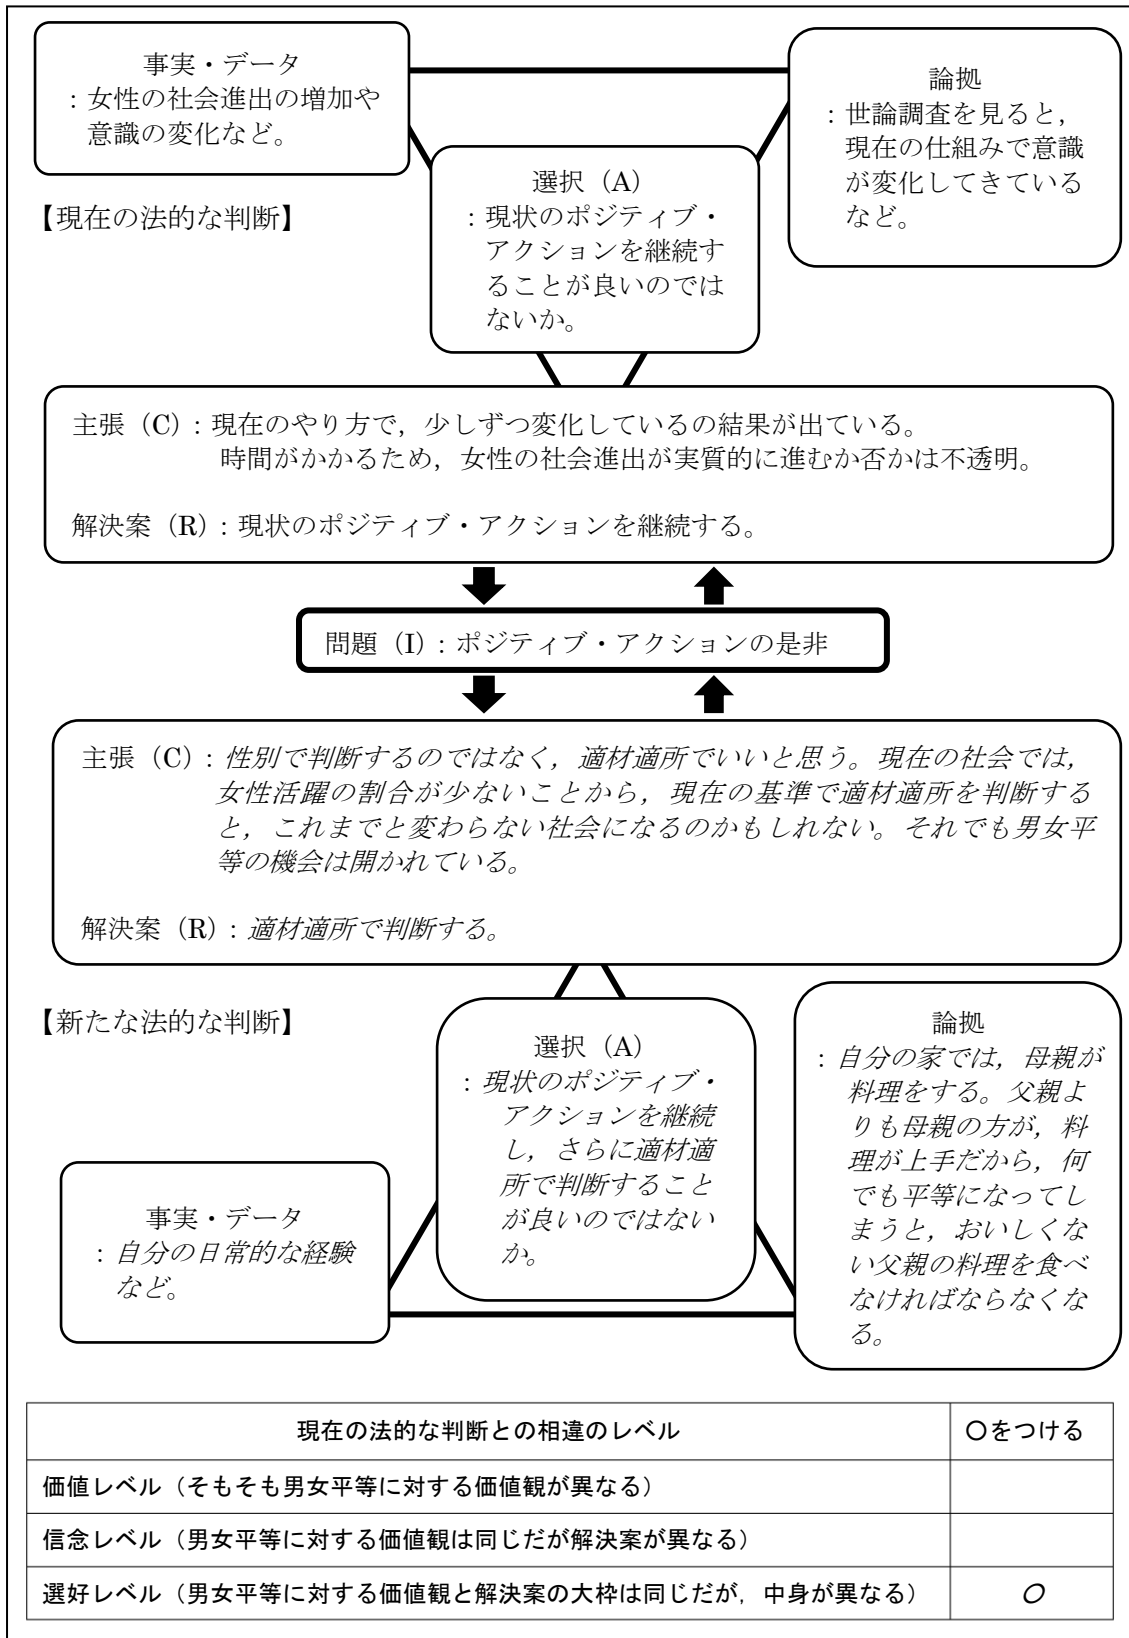 事実・データ
：女性の社会進出の増加や
意識の変化など。
論拠
：世論調査を見ると，
現在の仕組みで意識
が変化してきている
など。
選択（A）
：現状のポジティブ・
アクションを継続す
ることが良いのでは
ないか。
【現在の法的な判断】
主張（C）：現在のやり方で，少しずつ変化しているの結果が出ている。
時間がかかるため，女性の社会進出が実質的に進むか否かは不透明。
解決案（R）：現状のポジティブ・アクションを継続する。
問題（I）：ポジティブ・アクションの是非
主張（C）：性別で判断するのではなく，適材適所でいいと思う。現在の社会では，
女性活躍の割合が少ないことから，現在の基準で適材適所を判断する
と，これまでと変わらない社会になるのかもしれない。それでも男女平
等の機会は開かれている。
解決案（R）：適材適所で判断する。
【新たな法的な判断】
選択（A）
：現状のポジティブ・
アクションを継続
し，さらに適材適
所で判断すること
が良いのではない
か。
論拠
：自分の家では，母親が
料理をする。父親よ
りも母親の方が，料
理が上手だから，何
でも平等になってし
まうと，おいしくな
い父親の料理を食べ
なければならなくな
る。
事実・データ
：自分の日常的な経験
など。
現在の法的な判断との相違のレベル
〇をつける
価値レベル（そもそも男女平等に対する価値観が異なる）
信念レベル（男女平等に対する価値観は同じだが解決案が異なる）
選好レベル（男女平等に対する価値観と解決案の大枠は同じだが，中身が異なる）
〇